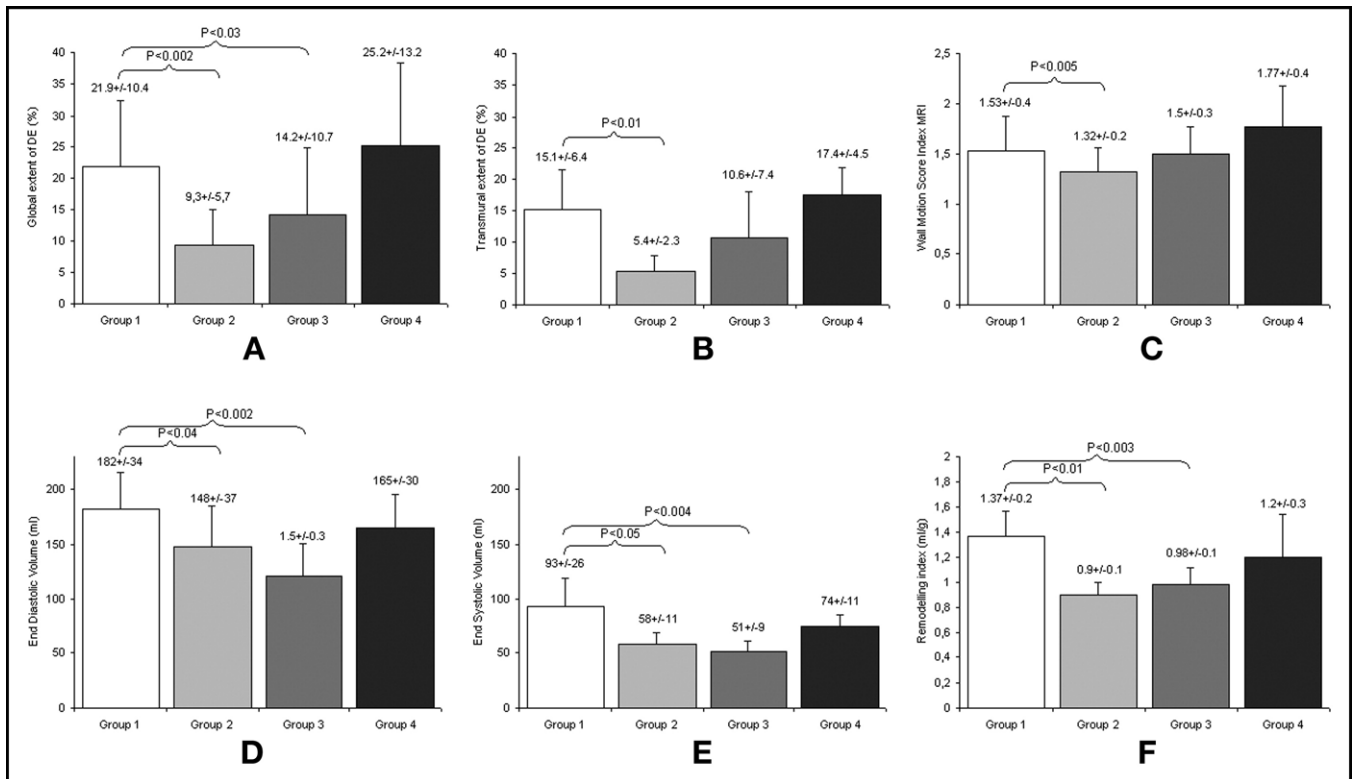 P<0.03
P<0.002
21.9+/-10.4
9,3+/-5,7
14.2+/-10.7
25.2+/-13.2
Global extent of DE (%)
40
35
30
25
20
15
10
5
0
Group 1 Group 2 Group 3 Group 4
A
P<0.01
15.1+/-6.4
5.4+/-2.3
10.6+/-7.4
17.4+/-4.5
Transmural extent of DE (%)
40
35
30
25
20
15
10
5
0
Group 1 Group 2 Group 3 Group 4
B
P<0.005
1.53+/-0.4
1.32+/-0.2
1.5+/-0.3
1.77+/-0.4
Wall Motion Score Index MRI
2,5
2
1,5
1
0,5
0
Group 1 Group 2 Group 3 Group 4
C
P<0.002
P<0.04
182+/-34
148+/-37
1.5+/-0.3
165+/-30
End Diastolic Volume (ml)
200
150
100
50
0
Group 1 Group 2 Group 3 Group 4
D
P<0.004
P<0.05
93+/-26
58+/-11
51+/-9
74+/-11
End Systolic Volume (ml)
200
150
100
50
0
Group 1 Group 2 Group 3 Group 4
E
P<0.003
P<0.01
1.37+/-0.2
0.9+/-0.1
0.98+/-0.1
1.2+/-0.3
Remodelling index (ml/g)
2
1,8
1,6
1,4
1,2
1
0,8
0,6
0,4
0,2
0
Group 1 Group 2 Group 3 Group 4
F